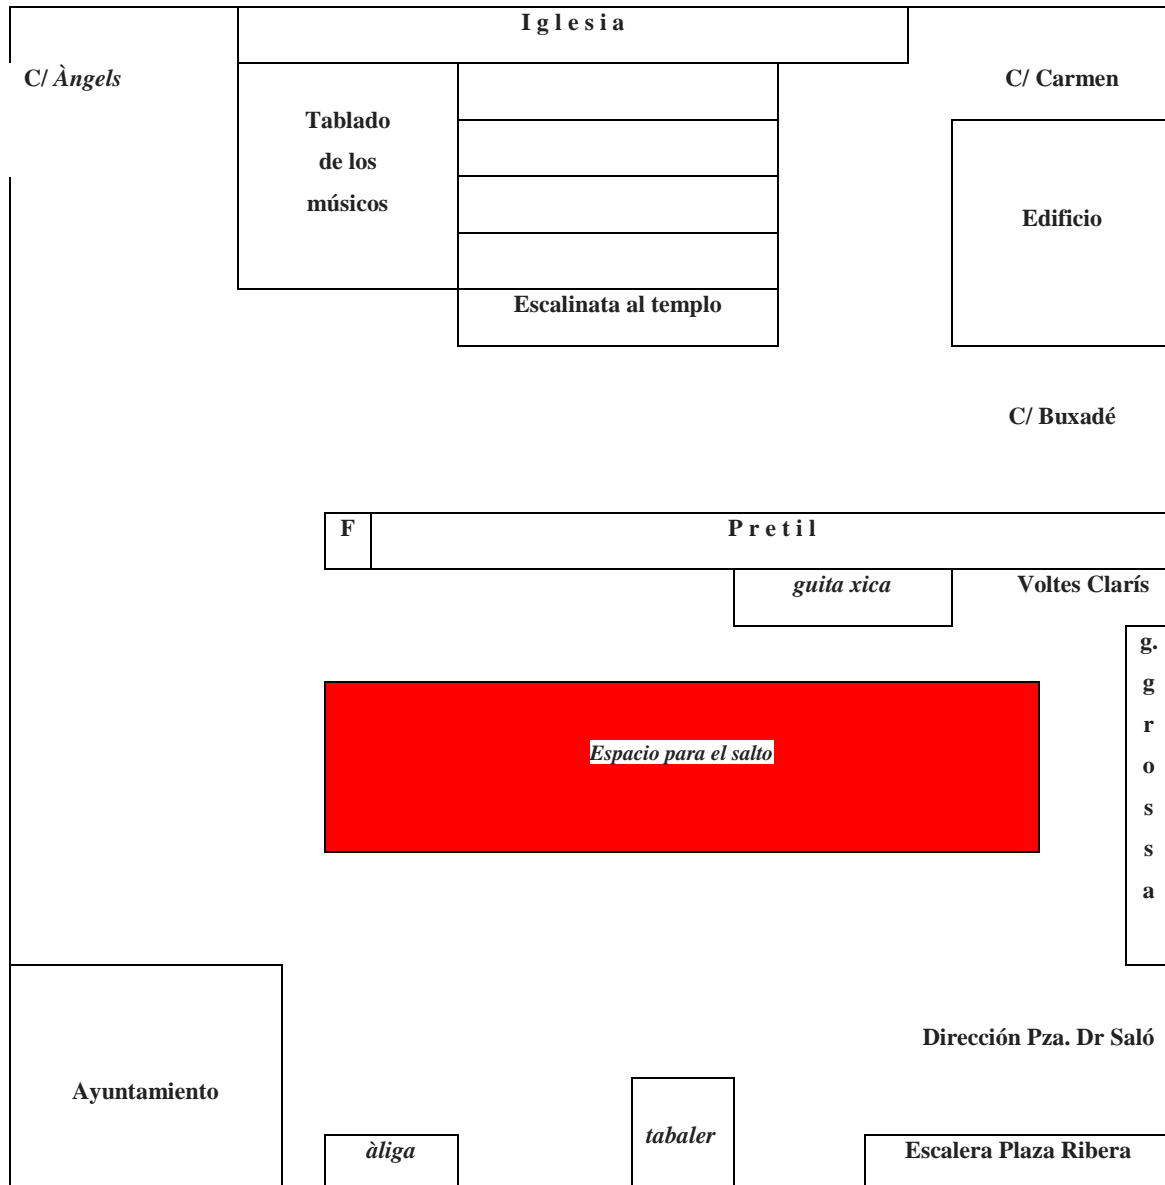 I g l e s i a
C/ Àngels
C/ Carmen
Tablado
de los
músicos
Edificio
Escalinata al templo
C/ Buxadé
F
P r e t i l
guita xica
Voltes Clarís
g.
g
r
o
s
s
a
Espacio para el salto
Dirección Pza. Dr Saló
Ayuntamiento
tabaler
àliga
Escalera Plaza Ribera